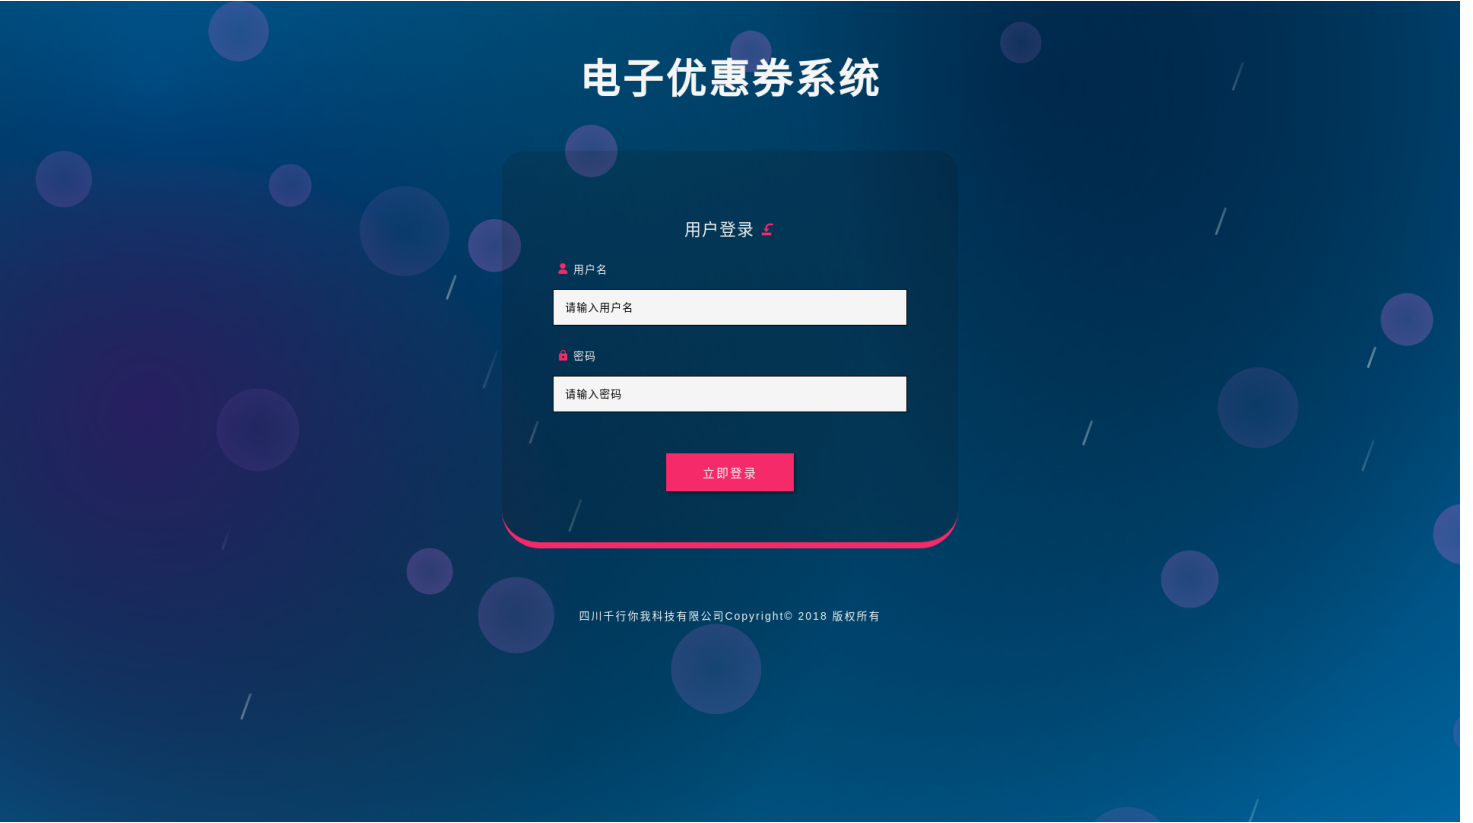 电子优惠券系统
用户登录
用户名
请输入用户名
密码
请输入密码
立即登录
四川千行你我科技有限公司Copyright© 2018 版权所有